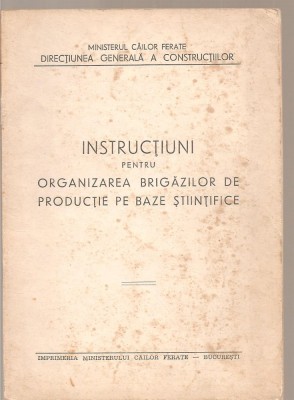 MINISTERUL CĂILOR FERATE
DIRECȚIUNEA GENERALĂ A CONSTRUCȚIILOR
INSTRUCȚIUNI
PENTRU
ORGANIZAREA BRIGĂZILOR DE
PRODUCȚIE PE BAZE ȘTIINȚIFICE
IMPRIMERIA MINISTERULUI CĂILOR FERATE — BUCUREȘTI